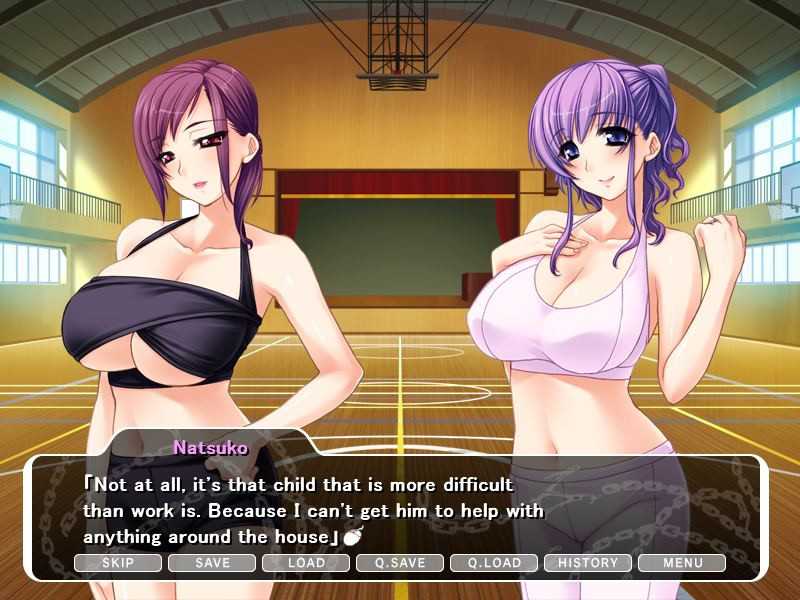 Natsuko
「Not at all, it's that child that is more difficult
than work is. Because I can't get him to help with
anything around the house」
SKIP SAVE LOAD Q.SAVE Q.LOAD HISTORY MENU